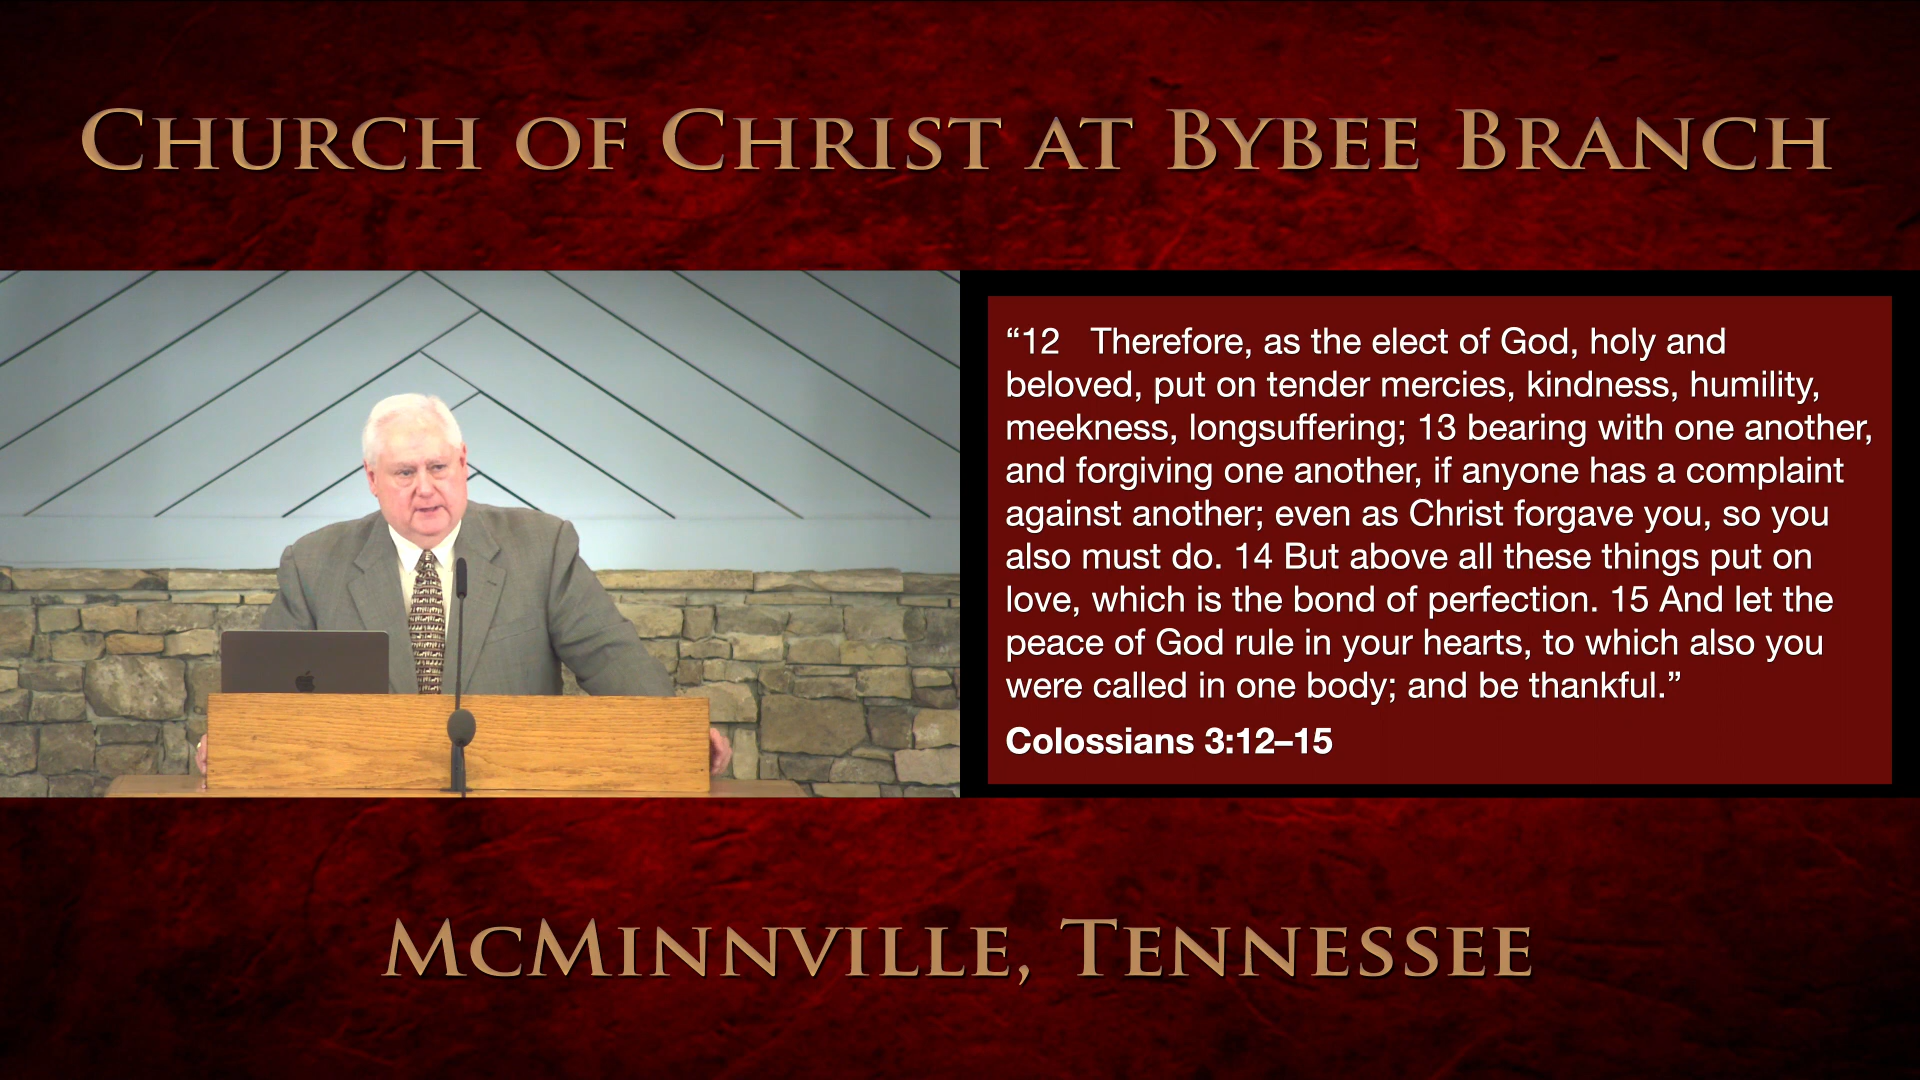 Church of Christ at Bybee Branch
“12 Therefore, as the elect of God, holy and
beloved, put on tender mercies, kindness, humility,
meekness, longsuffering; 13 bearing with one another,
and forgiving one another, if anyone has a complaint
against another; even as Christ forgave you, so you
also must do. 14 But above all these things put on
love, which is the bond of perfection. 15 And let the
peace of God rule in your hearts, to which also you
were called in one body; and be thankful.”
Colossians 3:12–15
McMinnville, Tennessee